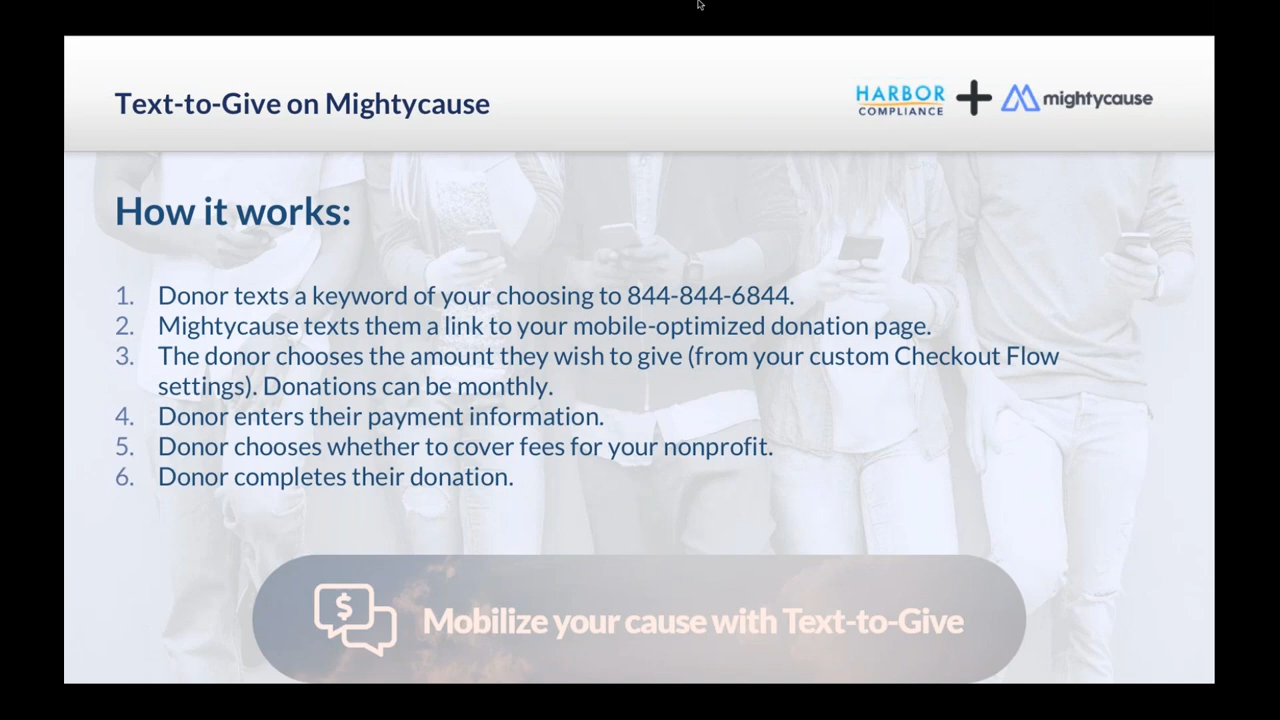 Text-to-Give on Mightycause
HARBOR
COMPLIANCE
mightycause
How it works:
1. Donor texts a keyword of your choosing to 844-844-6844.
2. Mightycause texts them a link to your mobile-optimized donation page.
3. The donor chooses the amount they wish to give (from your custom Checkout Flow
settings). Donations can be monthly.
4. Donor enters their payment information.
5. Donor chooses whether to cover fees for your nonprofit.
6. Donor completes their donation.
$
Mobilize your cause with Text-to-Give